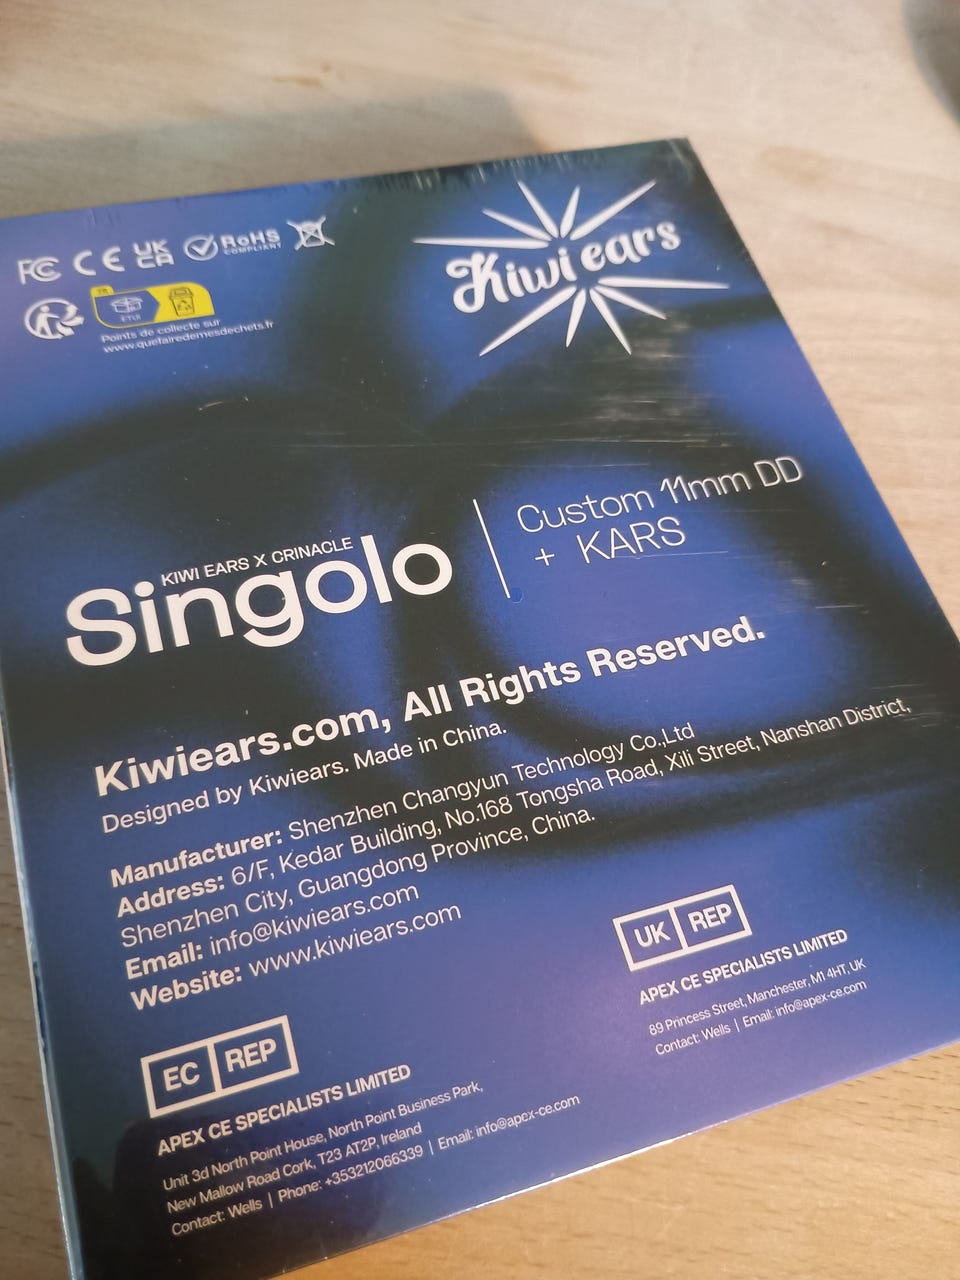 FC CE UK CA RoHS COMPLIANT
FR
ÉTUI
Points de collecte sur
www.quefairedemesdechets.fr
Kiwi ears
KIWI EARS X CRINACLE
Singolo
Custom 11mm DD
+ KARS
Kiwiears.com, All Rights Reserved.
Designed by Kiwiears. Made in China.
Manufacturer: Shenzhen Changyun Technology Co.,Ltd
Address: 6/F, Kedar Building, No.168 Tongsha Road, Xili Street, Nanshan District,
Shenzhen City, Guangdong Province, China.
Email: info@kiwiears.com
Website: www.kiwiears.com
UK REP
APEX CE SPECIALISTS LIMITED
89 Princess Street, Manchester, M1 4HT, UK
Contact: Wells | Email: info@apex-ce.com
EC REP
APEX CE SPECIALISTS LIMITED
Unit 3d North Point House, North Point Business Park,
New Mallow Road Cork, T23 AT2P, Ireland
Contact: Wells | Phone: +353212066339 | Email: info@apex-ce.com